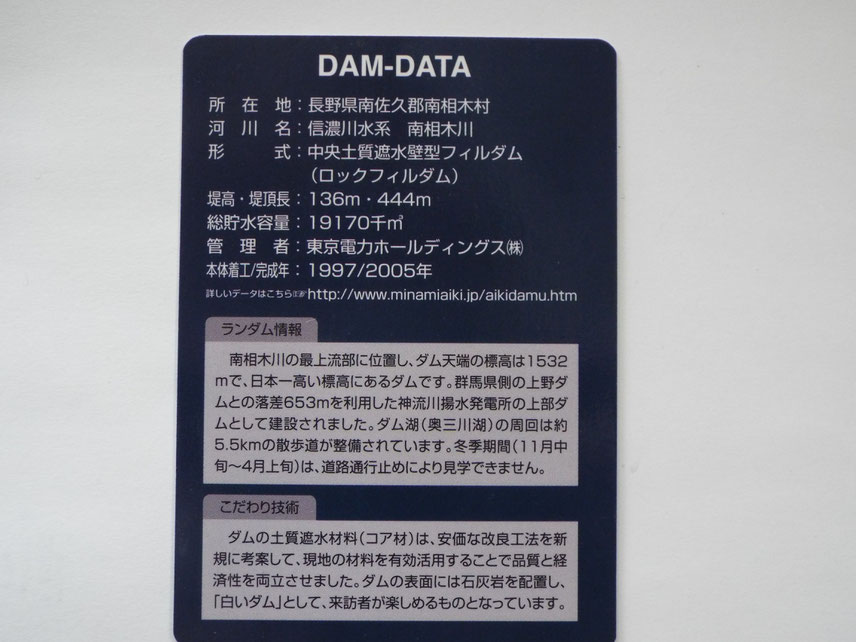 DAM-DATA
所在地：長野県南佐久郡南相木村
河川名：信濃川水系　南相木川
形式：中央土質遮水壁型フィルダム
（ロックフィルダム）
堤高・堤頂長：136m・444m
総貯水容量：19170千㎥
管理者：東京電力ホールディングス㈱
本体着工/完成年：1997/2005年
詳しいデータはこちら☞http://www.minamiaiki.jp/aikidamu.htm
ランダム情報
南相木川の最上流部に位置し、ダム天端の標高は1532
mで、日本一高い標高にあるダムです。群馬県側の上野ダ
ムとの落差653mを利用した神流川揚水発電所の上部ダ
ムとして建設されました。ダム湖（奥三川湖）の周回は約
5.5kmの散歩道が整備されています。冬季期間（11月中
旬～4月上旬）は、道路通行止めにより見学できません。
こだわり技術
ダムの土質遮水材料（コア材）は、安価な改良工法を新
規に考案して、現地の材料を有効活用することで品質と経
済性を両立させました。ダムの表面には石灰岩を配置し、
「白いダム」として、来訪者が楽しめるものとなっています。